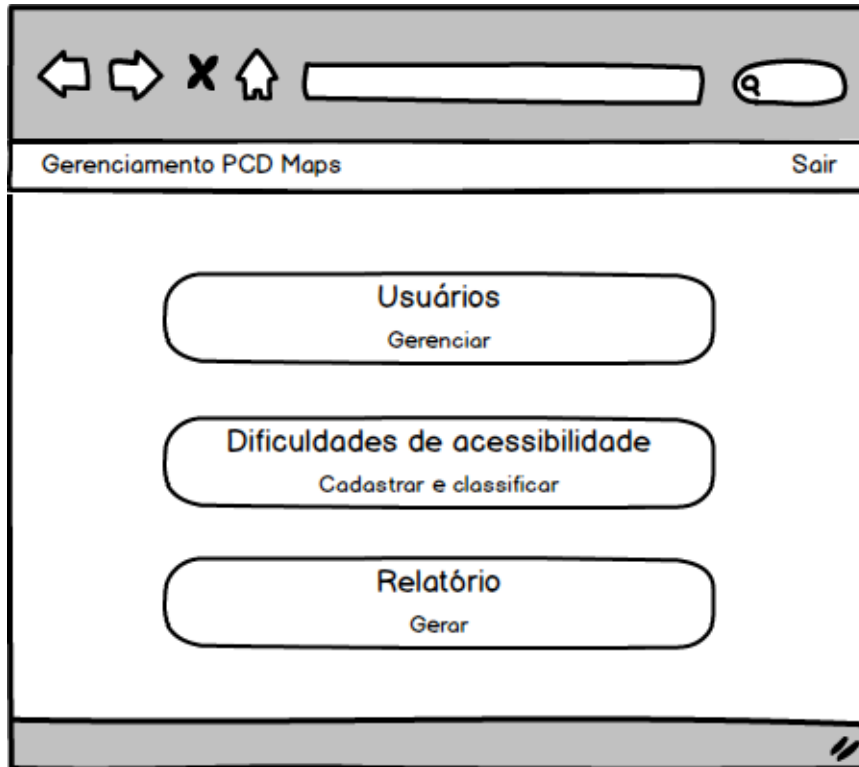 Gerenciamento PCD Maps
Sair
Usuários
Gerenciar
Dificuldades de acessibilidade
Cadastrar e classificar
Relatório
Gerar